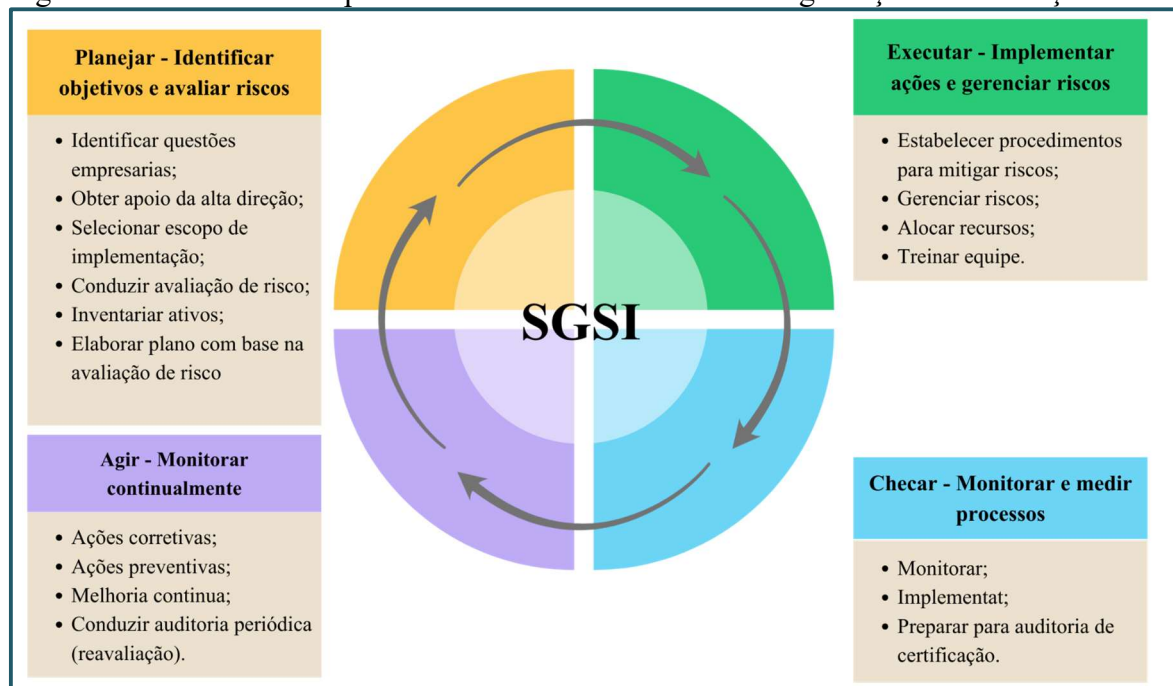 Planejar - Identificar
objetivos e avaliar riscos
• Identificar questões
empresarias;
• Obter apoio da alta direção;
• Selecionar escopo de
implementação;
• Conduzir avaliação de risco;
• Inventariar ativos;
• Elaborar plano com base na
avaliação de risco
Executar - Implementar
ações e gerenciar riscos
• Estabelecer procedimentos
para mitigar riscos;
• Gerenciar riscos;
• Alocar recursos;
• Treinar equipe.
SGSI
Agir - Monitorar
continualmente
• Ações corretivas;
• Ações preventivas;
• Melhoria continua;
• Conduzir auditoria periódica
(reavaliação).
Checar - Monitorar e medir
processos
• Monitorar;
• Implementat;
• Preparar para auditoria de
certificação.